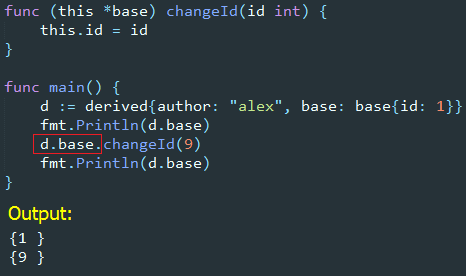 func (this *base) changeId(id int) {
    this.id = id
}
func main() {
    d := derived{author: "alex", base: base{id: 1}}
    fmt.Println(d.base)
    d.base.changeId(9)
    fmt.Println(d.base)
}
Output:
{1 }
{9 }